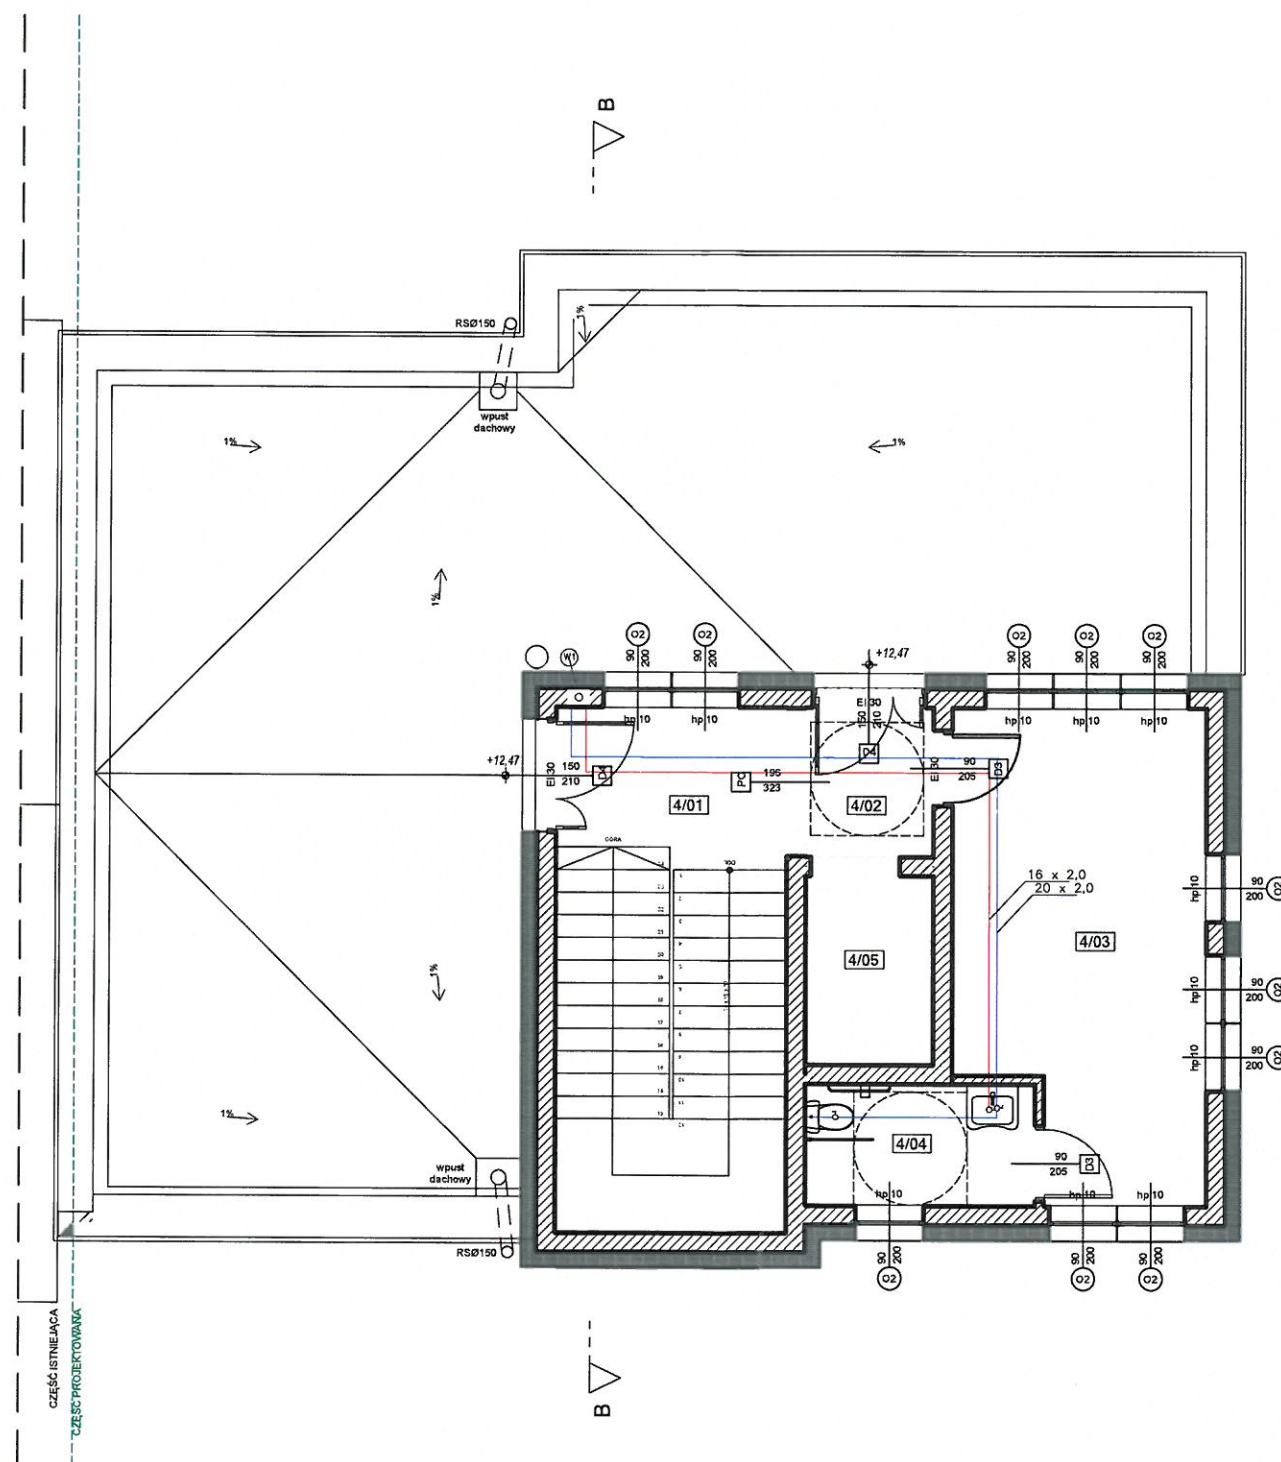 B
RSØ150
1%
wpust
dachowy
1%
1%
1%
O2
O2
O2
O2
O2
W1
90
200
90
200
90
200
90
200
90
200
+12,47
hp 10
hp 10
EI 30
150
210
hp 10
hp 10
hp 10
+12,47
EI 30
150
210
D4
PO
195
323
D4
EI 30
90
205
D3
4/01
4/02
GÓRA
DÓŁ
16 x 2,0
20 x 2,0
hp 10
90
200
O2
4/03
4/05
1%
hp 10
90
200
O2
hp 10
90
200
O2
1%
4/04
90
205
D3
wpust
dachowy
hp 10
hp 10
hp 10
RSØ150
90
200
90
200
90
200
O2
O2
O2
CZĘŚĆ ISTNIEJĄCA
CZĘŚĆ PROJEKTOWANA
B